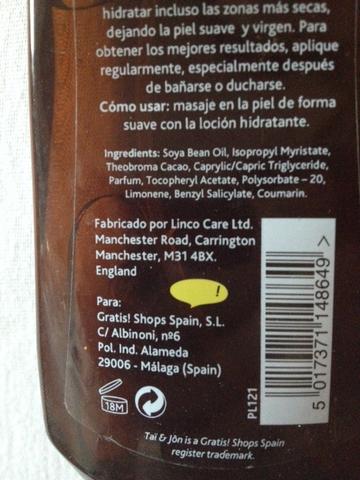 hidratar incluso las zonas más secas,
dejando la piel suave y virgen. Para
obtener los mejores resultados, aplique
regularmente, especialmente después
de bañarse o ducharse.
Cómo usar: masaje en la piel de forma
suave con la loción hidratante.
Ingredients: Soya Bean Oil, Isopropyl Myristate,
Theobroma Cacao, Caprylic/Capric Triglyceride,
Parfum, Tocopheryl Acetate, Polysorbate – 20,
Limonene, Benzyl Salicylate, Coumarin.
Fabricado por Linco Care Ltd.
Manchester Road, Carrington
Manchester, M31 4BX.
England
!
Para:
Gratis! Shops Spain, S.L.
C/ Albinoni, nº6
Pol. Ind. Alameda
29006 - Málaga (Spain)
18M
PL121
5 017371 148649 >
Taï & Jôn is a Gratis! Shops Spain
register trademark.